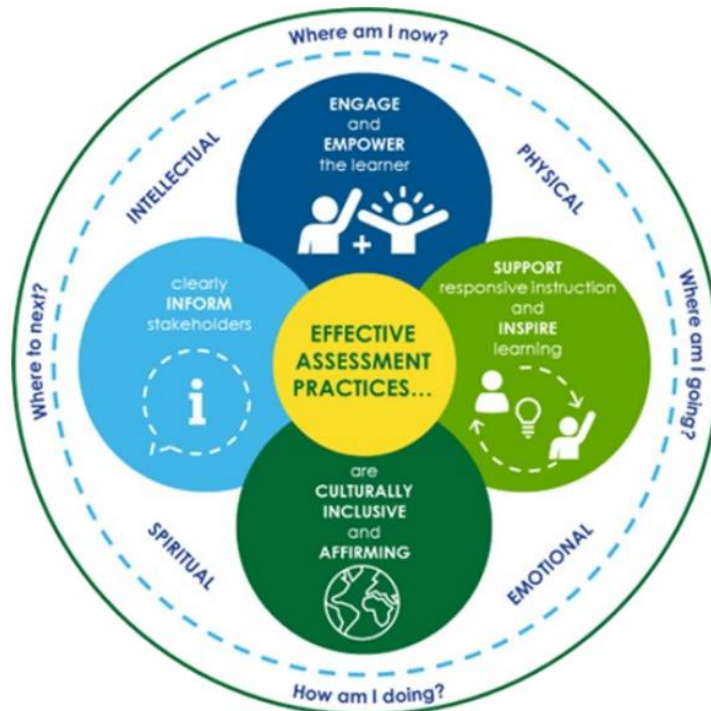 Where am I now?
INTELLECTUAL
PHYSICAL
ENGAGE
and
EMPOWER
the learner
+
Where to next?
clearly
INFORM
stakeholders
i
EFFECTIVE
ASSESSMENT
PRACTICES...
SUPPORT
responsive instruction
and
INSPIRE
learning
Where am I going?
are
CULTURALLY
INCLUSIVE
and
AFFIRMING
SPIRITUAL
EMOTIONAL
How am I doing?